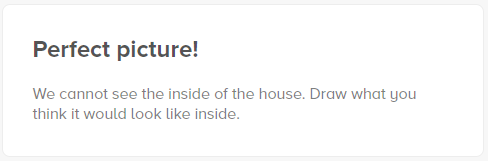 Perfect picture!
We cannot see the inside of the house. Draw what you
think it would look like inside.